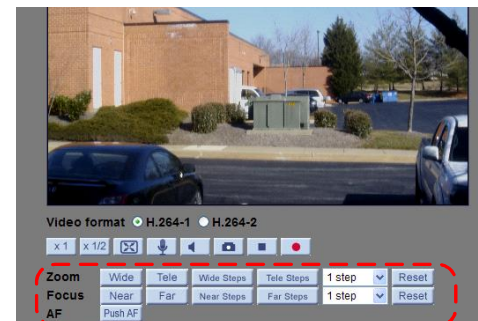 Video format H.264-1 H.264-2
x 1 x 1/2
Zoom Wide Tele Wide Steps Tele Steps 1 step Reset
Focus Near Far Near Steps Far Steps 1 step Reset
AF Push AF